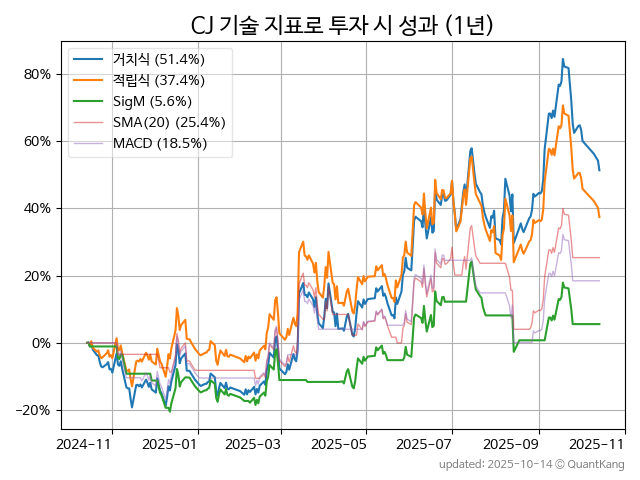 CJ 기술 지표로 투자 시 성과 (1년)
거치식 (51.4%)
적립식 (37.4%)
SigM (5.6%)
SMA(20) (25.4%)
MACD (18.5%)
80%
60%
40%
20%
0%
−20%
2024-11 2025-01 2025-03 2025-05 2025-07 2025-09 2025-11
updated: 2025-10-14 © QuantKang